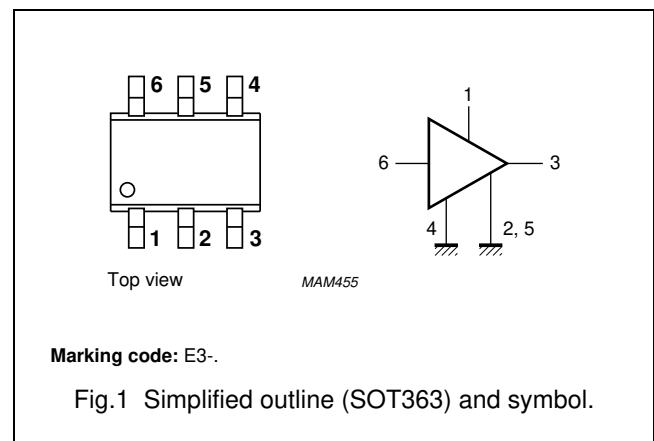 6 5 4
1 2 3
Top view
1
6 3
4 2, 5
MAM455
Marking code: E3-.
Fig.1 Simplified outline (SOT363) and symbol.